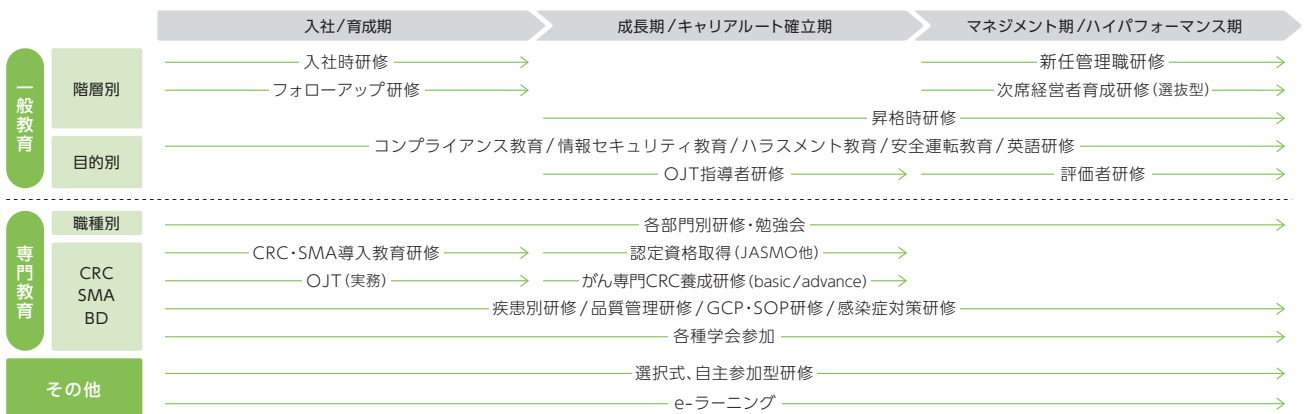 入社/育成期
成長期/キャリアルート確立期
マネジメント期/ハイパフォーマンス期
一般教育
階層別
入社時研修
新任管理職研修
フォローアップ研修
次席経営者育成研修(選抜型)
昇格時研修
目的別
コンプライアンス教育/情報セキュリティ教育/ハラスメント教育/安全運転教育/英語研修
OJT指導者研修
評価者研修
専門教育
職種別
各部門別研修・勉強会
CRC
SMA
BD
CRC・SMA導入教育研修
認定資格取得(JASMO他)
OJT(実務)
がん専門CRC養成研修(basic/advance)
疾患別研修/品質管理研修/GCP・SOP研修/感染症対策研修
各種学会参加
その他
選択式、自主参加型研修
e-ラーニング